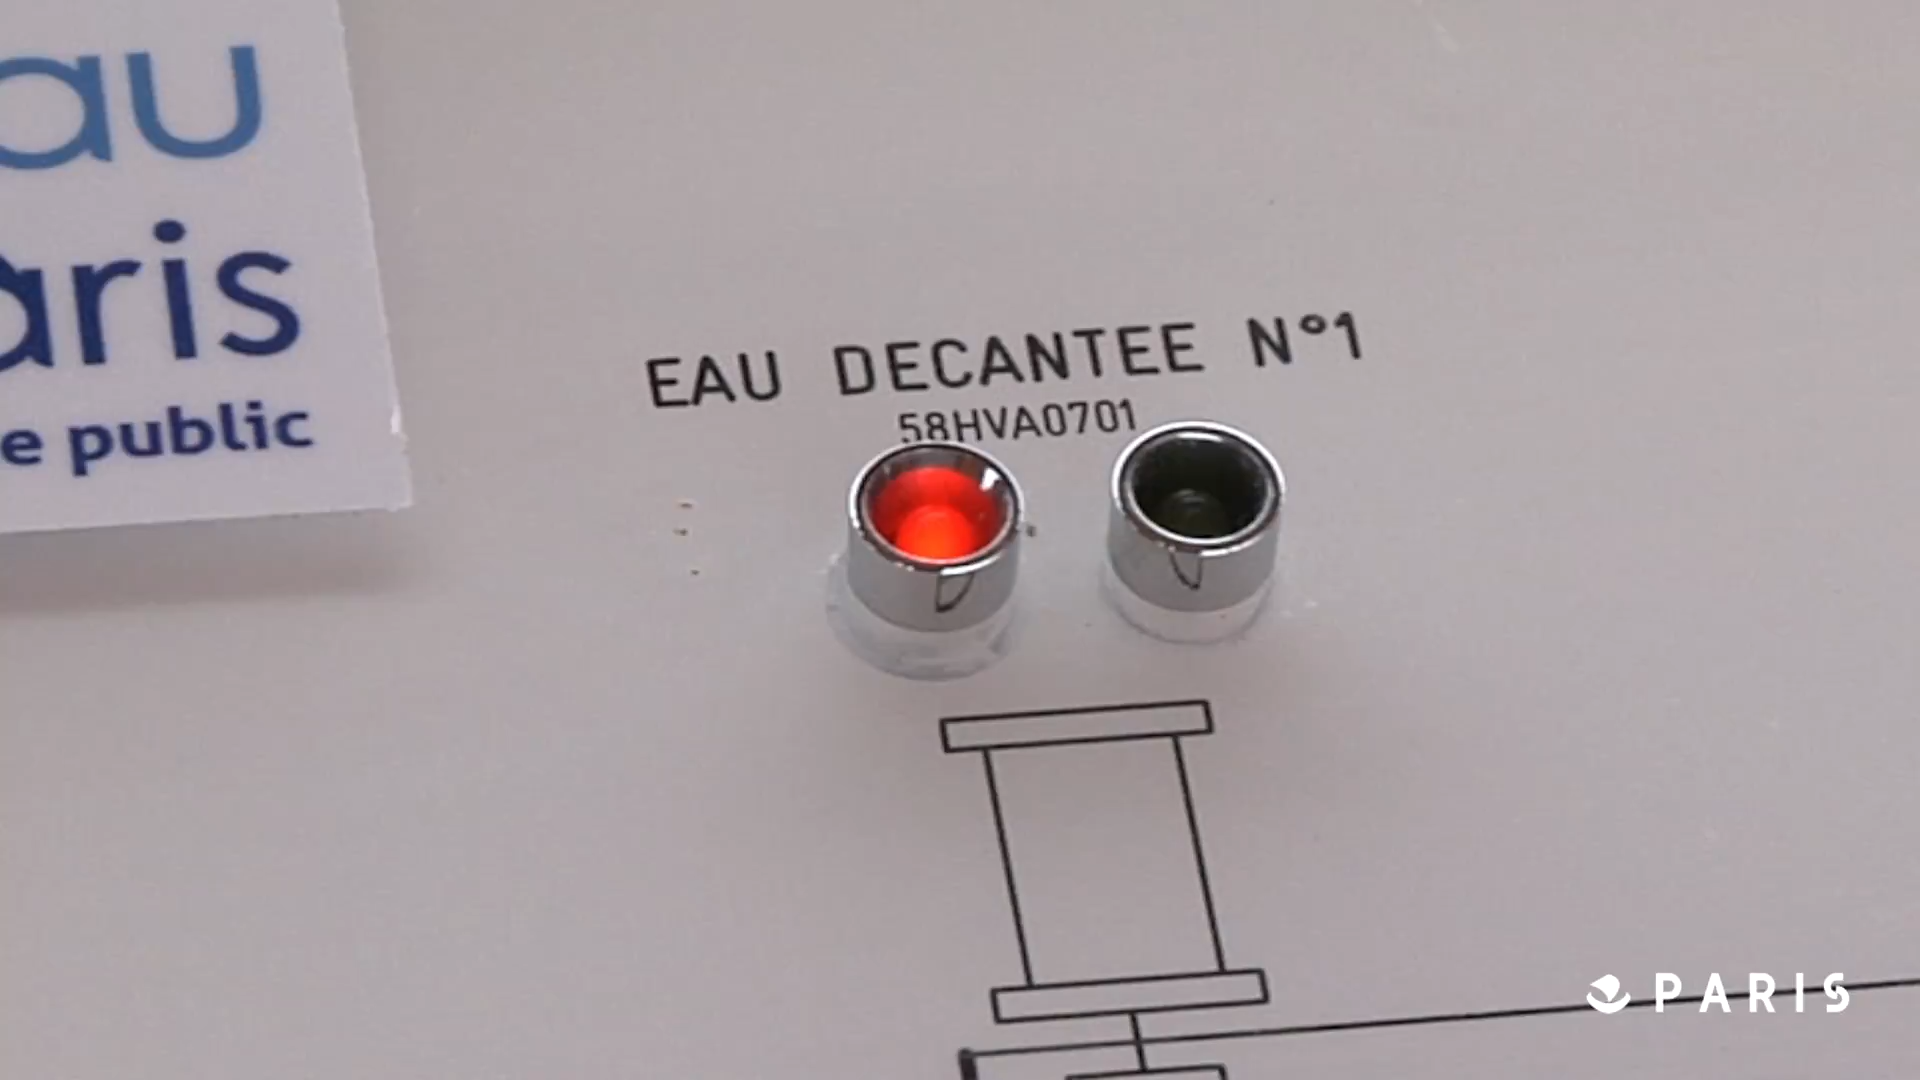 au
aris
e public
EAU DECANTEE N°1
58HVA0701
PARIS